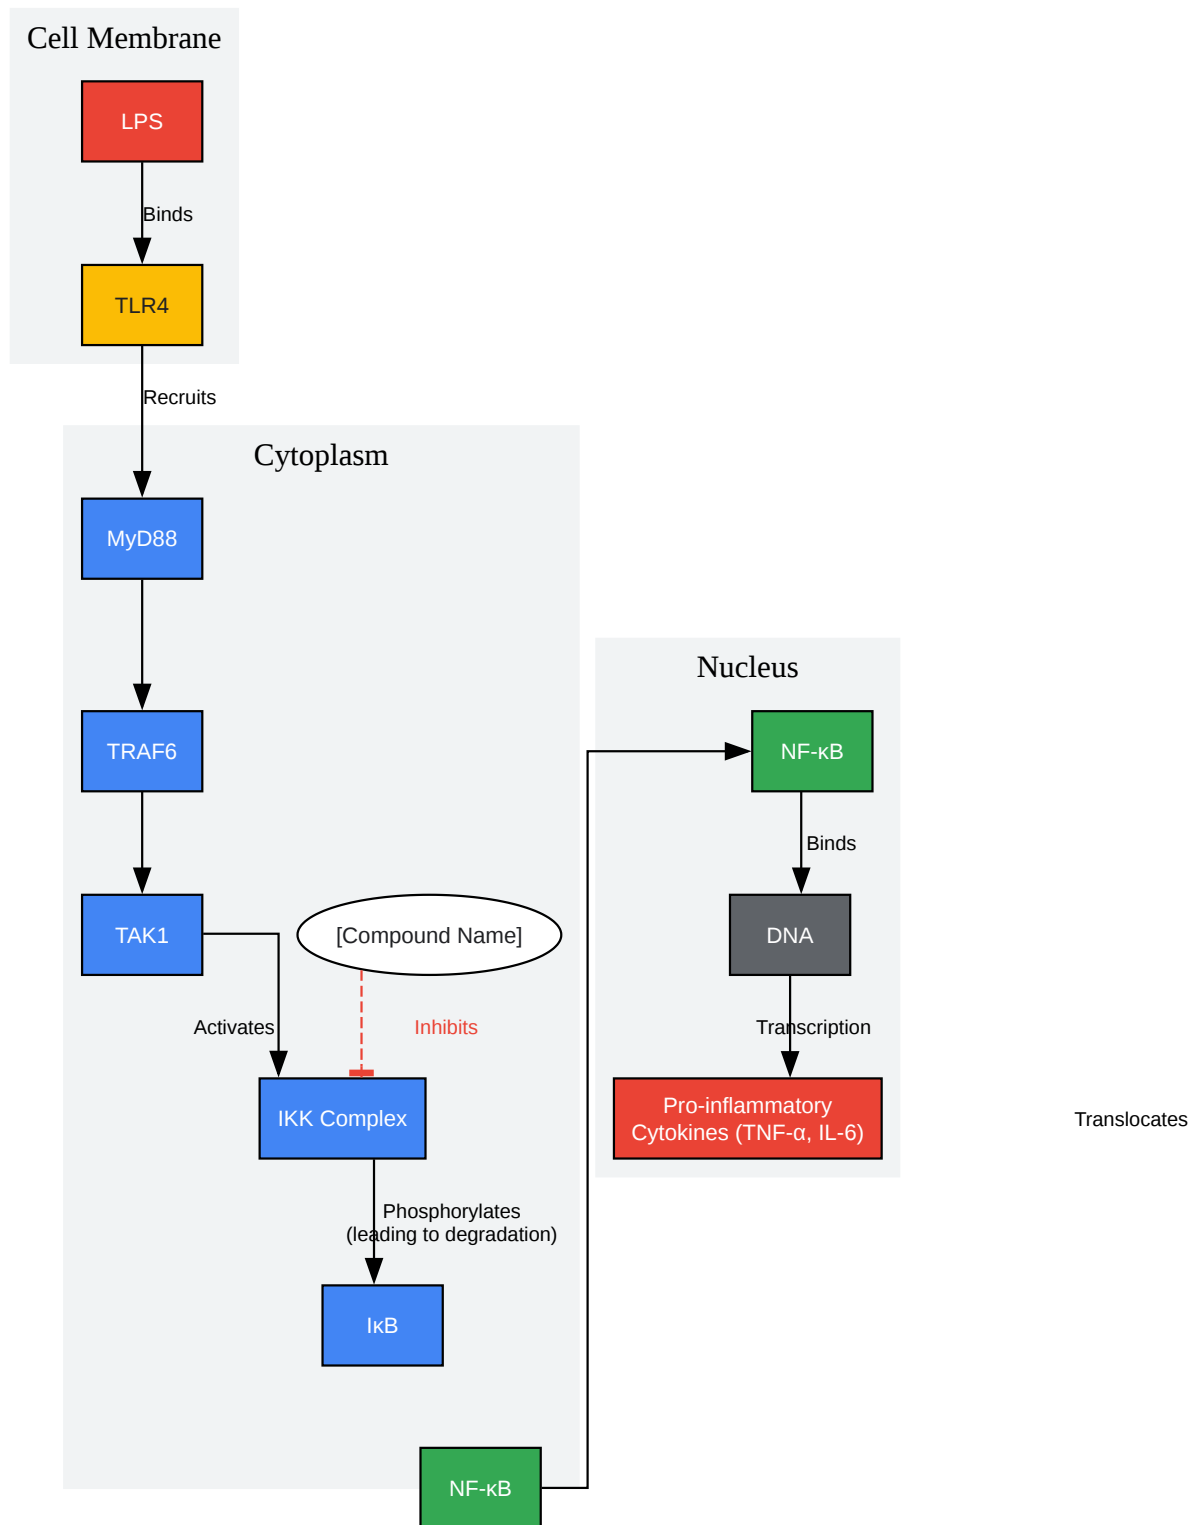 Cell Membrane
LPS
Binds
TLR4
Recruits
Cytoplasm
MyD88
TRAF6
TAK1
[Compound Name]
Activates
Inhibits
IKK Complex
Phosphorylates
(leading to degradation)
IκB
NF-κB
Nucleus
NF-κB
Binds
DNA
Transcription
Pro-inflammatory
Cytokines (TNF-α, IL-6)
Translocates